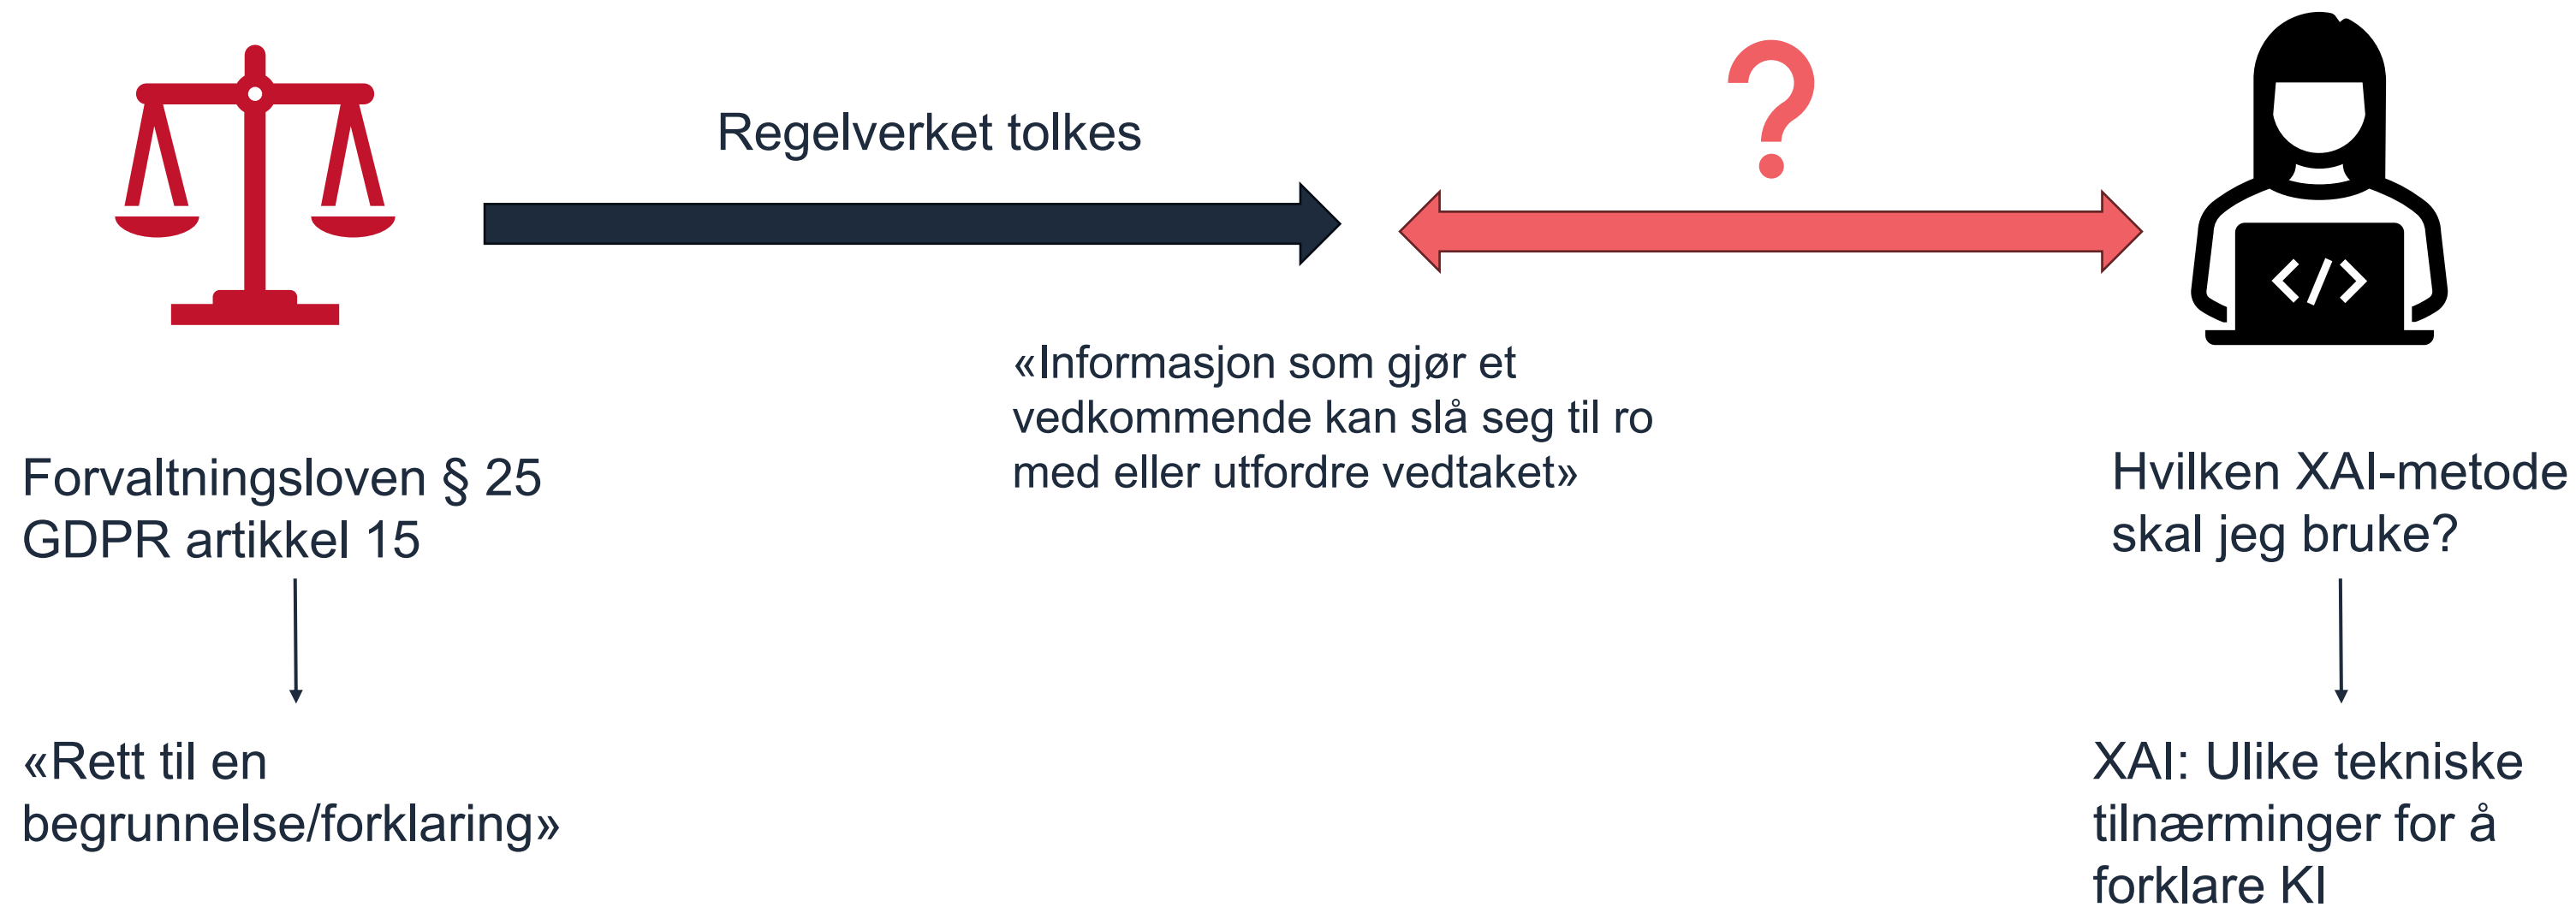 Regelverket tolkes
?
</>
«Informasjon som gjør et
vedkommende kan slå seg til ro
med eller utfordre vedtaket»
Forvaltningsloven § 25
GDPR artikkel 15
Hvilken XAI-metode
skal jeg bruke?
«Rett til en
begrunnelse/forklaring»
XAI: Ulike tekniske
tilnærminger for å
forklare KI